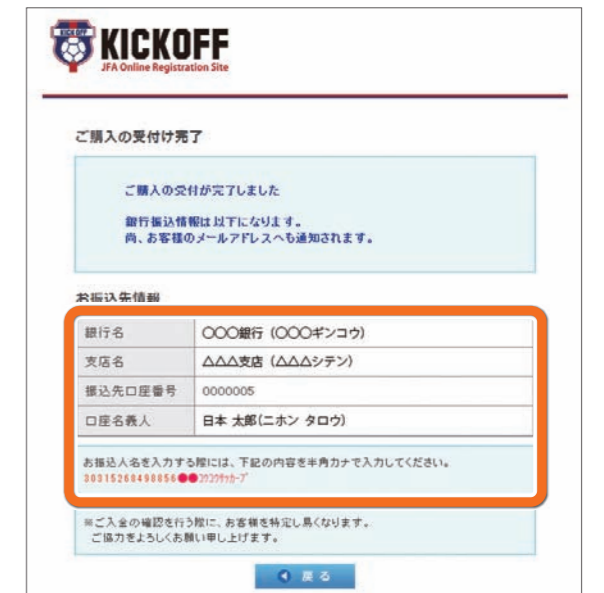 KICKOFF
KICKOFF
JFA Online Registration Site
ご購入の受付け完了
ご購入の受付が完了しました
銀行振込情報は以下になります。
尚、お客様のメールアドレスへも通知されます。
お振込先情報
銀行名 〇〇〇銀行（〇〇〇ギンコウ）
支店名 △△△支店（△△△シテン）
振込先口座番号 0000005
口座名義人 日本 太郎(ニホン タロウ)
お振込人名を入力する際には、下記の内容を半角カナで入力してください。
30315260498056●●
※ご入金の確認を行う際に、お客様を特定し易くなります。
ご協力をよろしくお願い申し上げます。
戻る